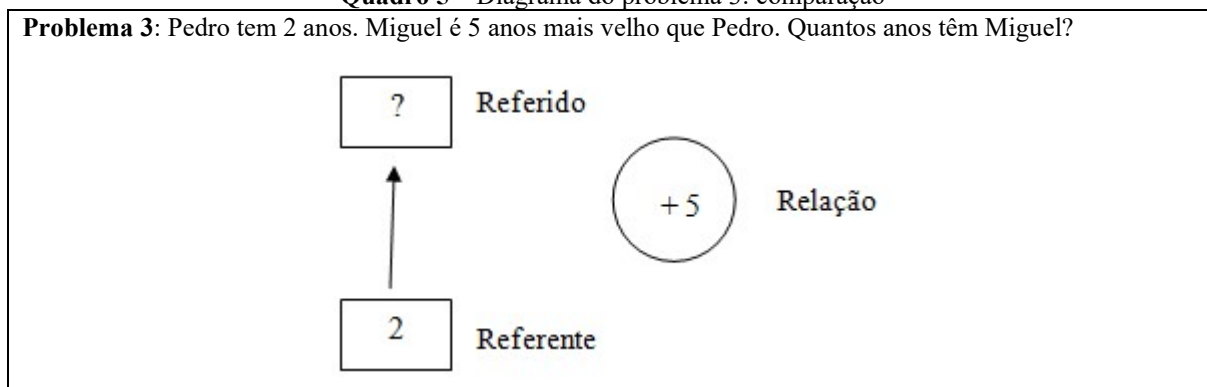 Quadro 3 – Diagrama do problema 3: comparação
Problema 3: Pedro tem 2 anos. Miguel é 5 anos mais velho que Pedro. Quantos anos têm Miguel?
? Referido
+ 5 Relação
2 Referente